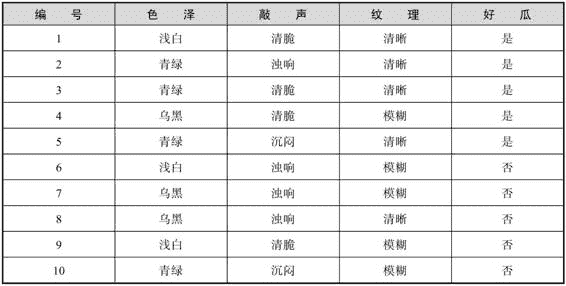 编号 色泽 敲声 纹理 好瓜
1 浅白 清脆 清晰 是
2 青绿 浊响 清晰 是
3 青绿 清脆 清晰 是
4 乌黑 清脆 模糊 是
5 青绿 沉闷 清晰 是
6 浅白 浊响 模糊 否
7 乌黑 浊响 模糊 否
8 乌黑 浊响 清晰 否
9 浅白 清脆 模糊 否
10 青绿 沉闷 模糊 否